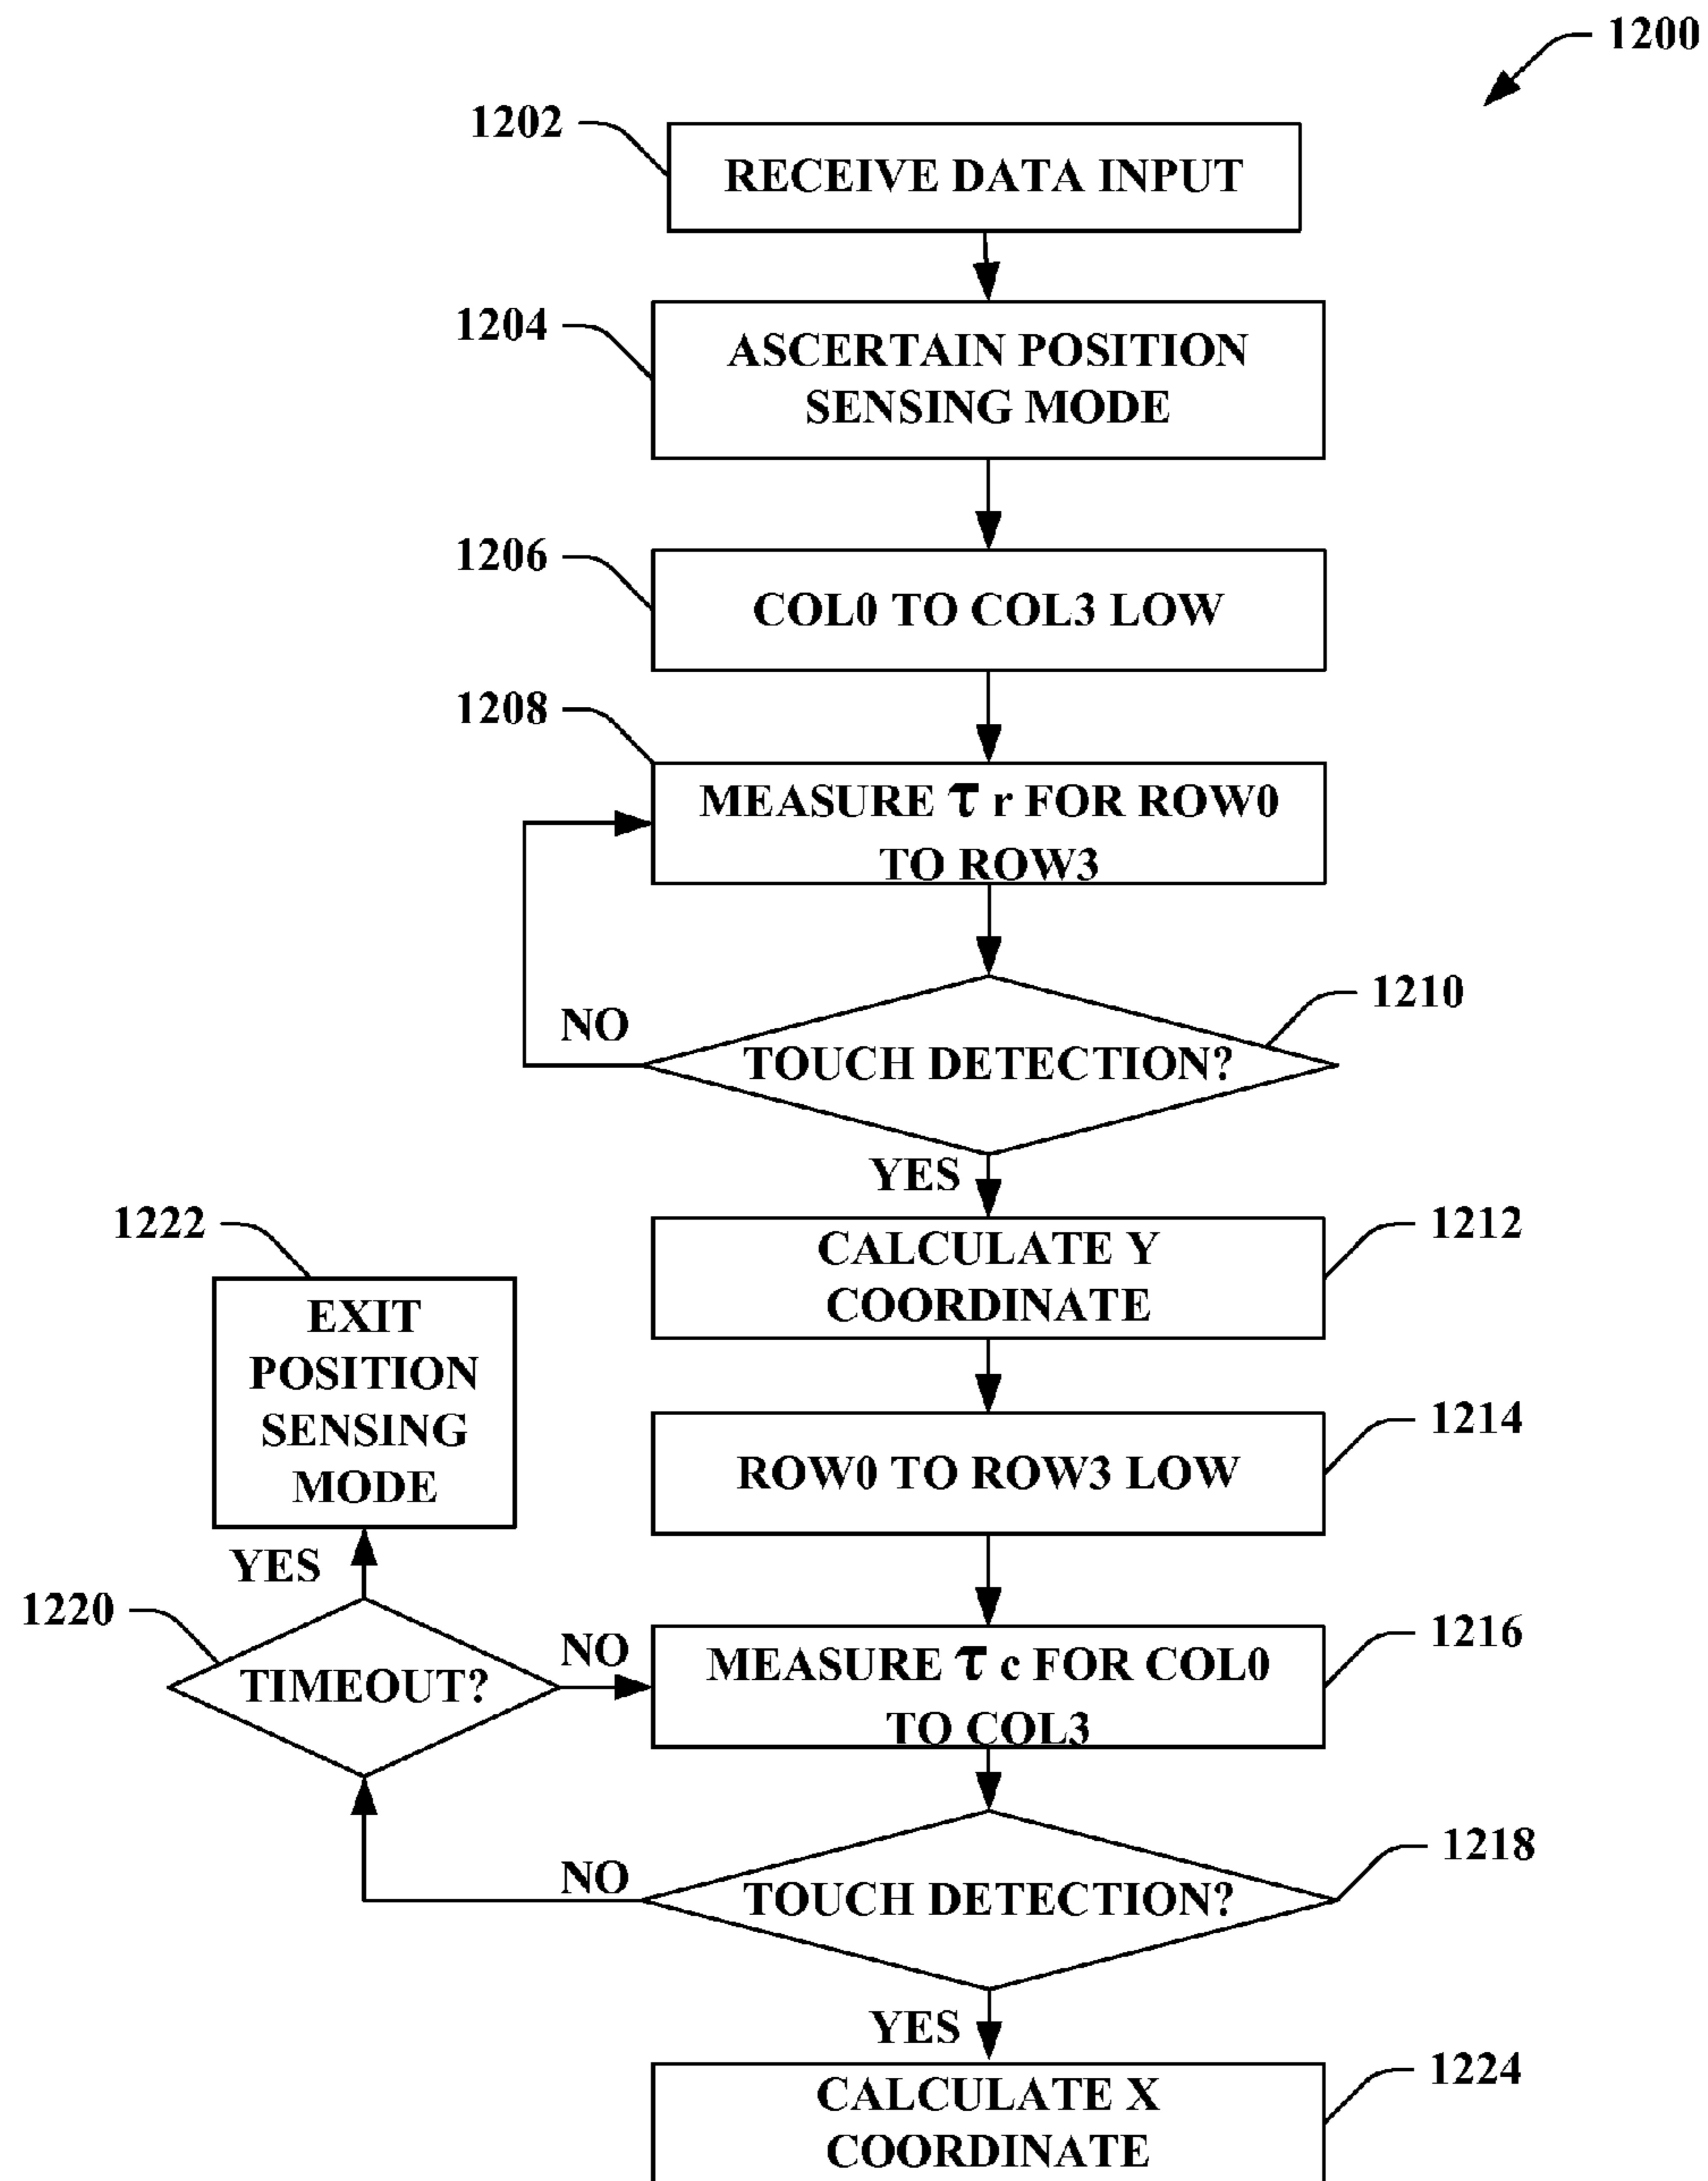 1200
1202
RECEIVE DATA INPUT
1204
ASCERTAIN POSITION
SENSING MODE
1206
COL0 TO COL3 LOW
1208
MEASURE τ r FOR ROW0
TO ROW3
1210
NO
TOUCH DETECTION?
YES
1222
1212
CALCULATE Y
COORDINATE
EXIT
POSITION
SENSING
MODE
1214
ROW0 TO ROW3 LOW
YES
1220
TIMEOUT?
NO
1216
MEASURE τ c FOR COL0
TO COL3
1218
NO
TOUCH DETECTION?
YES
1224
CALCULATE X
COORDINATE